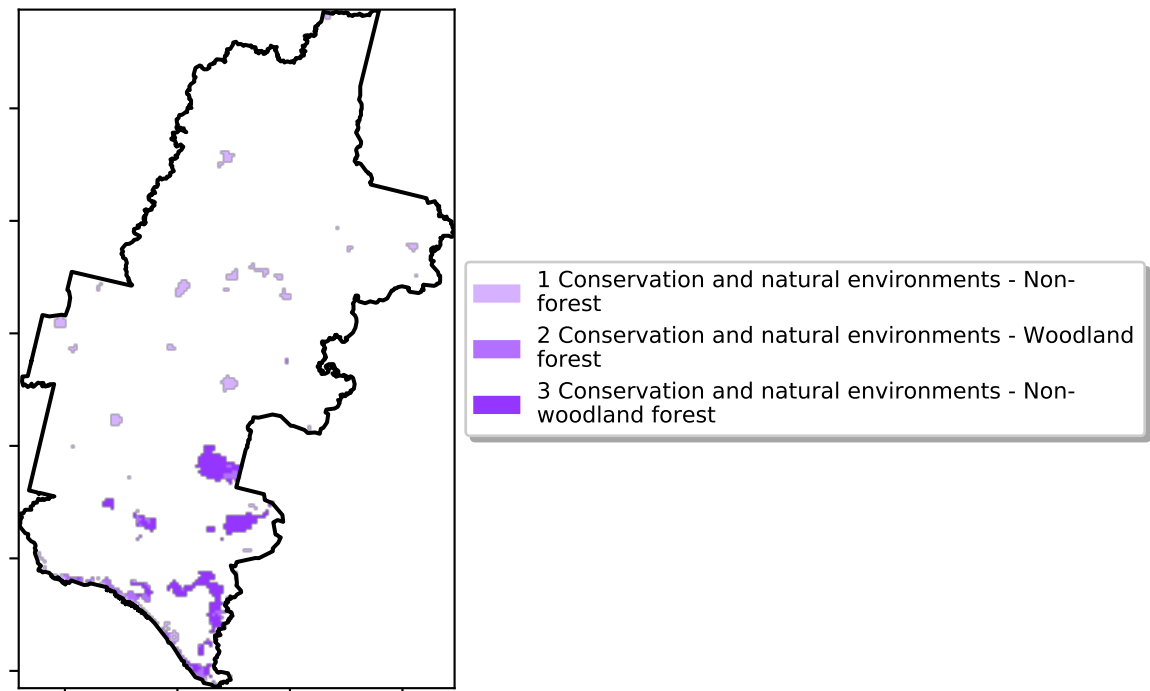 1 Conservation and natural environments - Non-
forest
2 Conservation and natural environments - Woodland
forest
3 Conservation and natural environments - Non-
woodland forest